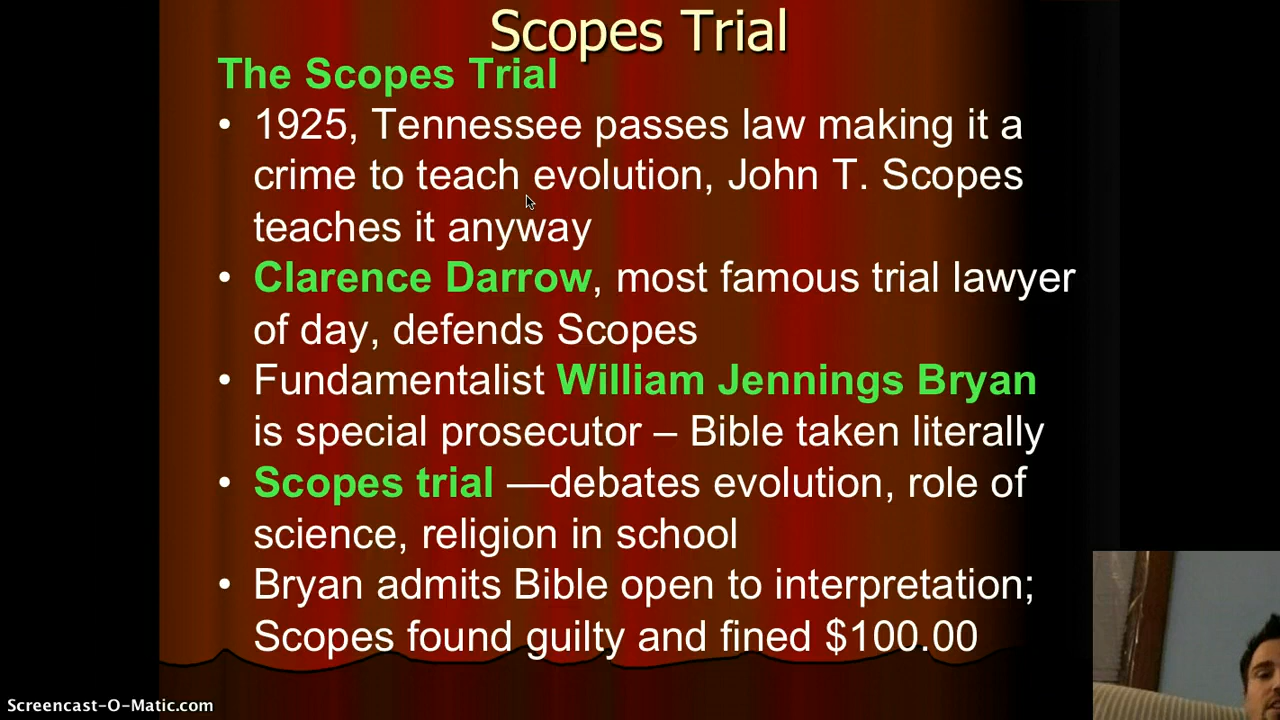 Scopes Trial
The Scopes Trial
• 1925, Tennessee passes law making it a
crime to teach evolution, John T. Scopes
teaches it anyway
• Clarence Darrow, most famous trial lawyer
of day, defends Scopes
• Fundamentalist William Jennings Bryan
is special prosecutor – Bible taken literally
• Scopes trial —debates evolution, role of
science, religion in school
• Bryan admits Bible open to interpretation;
Scopes found guilty and fined $100.00
Screencast-O-Matic.com